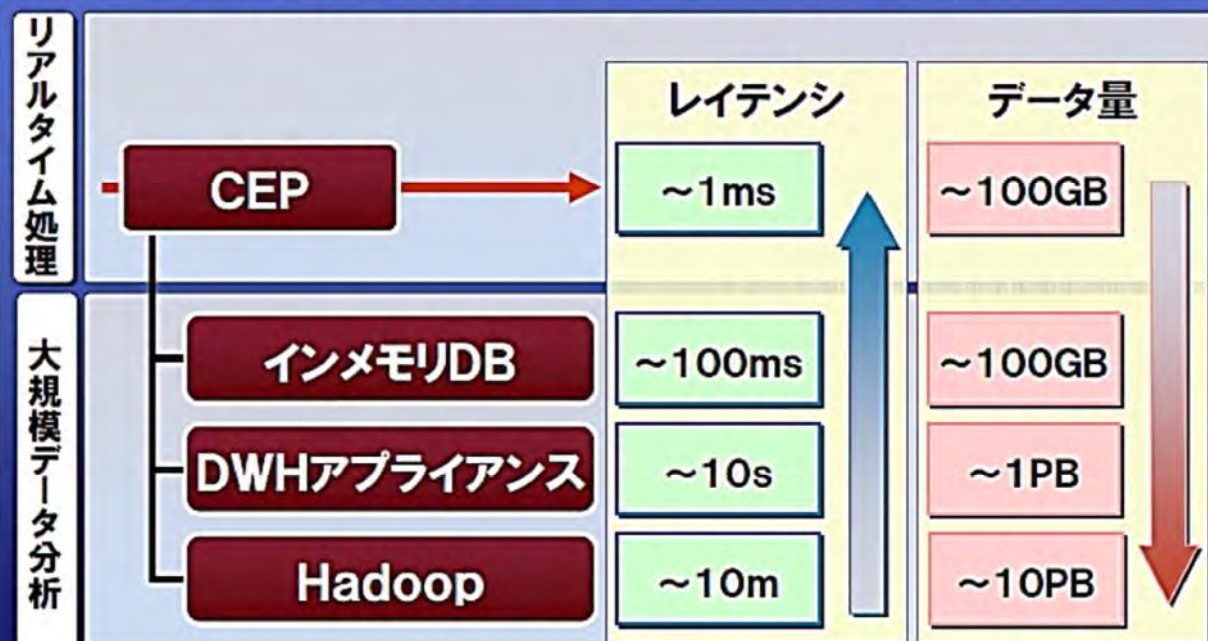 リアルタイム処理
レイテンシ
データ量
CEP
~1ms
~100GB
大規模データ分析
インメモリDB
~100ms
~100GB
DWHアプライアンス
~10s
~1PB
Hadoop
~10m
~10PB